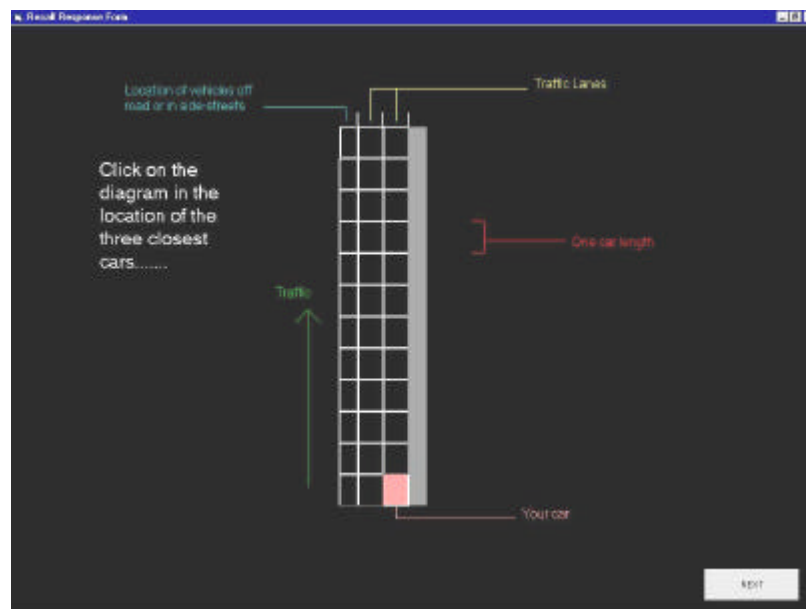 Recall Response Form
Location of vehicles off
road or in side-streets
Traffic Lanes
Click on the
diagram in the
location of the
three closest
cars.......
One car length
Traffic
Your car
NEXT